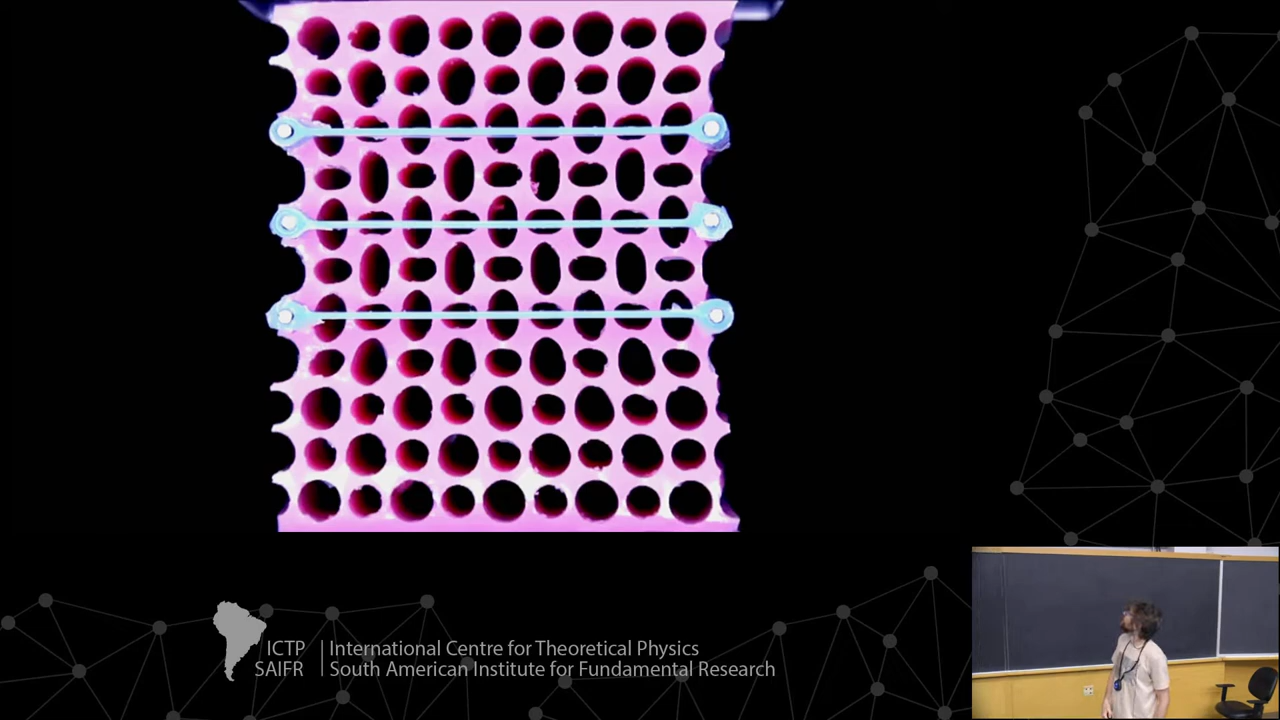 ICTP
SAIFR
International Centre for Theoretical Physics
South American Institute for Fundamental Research